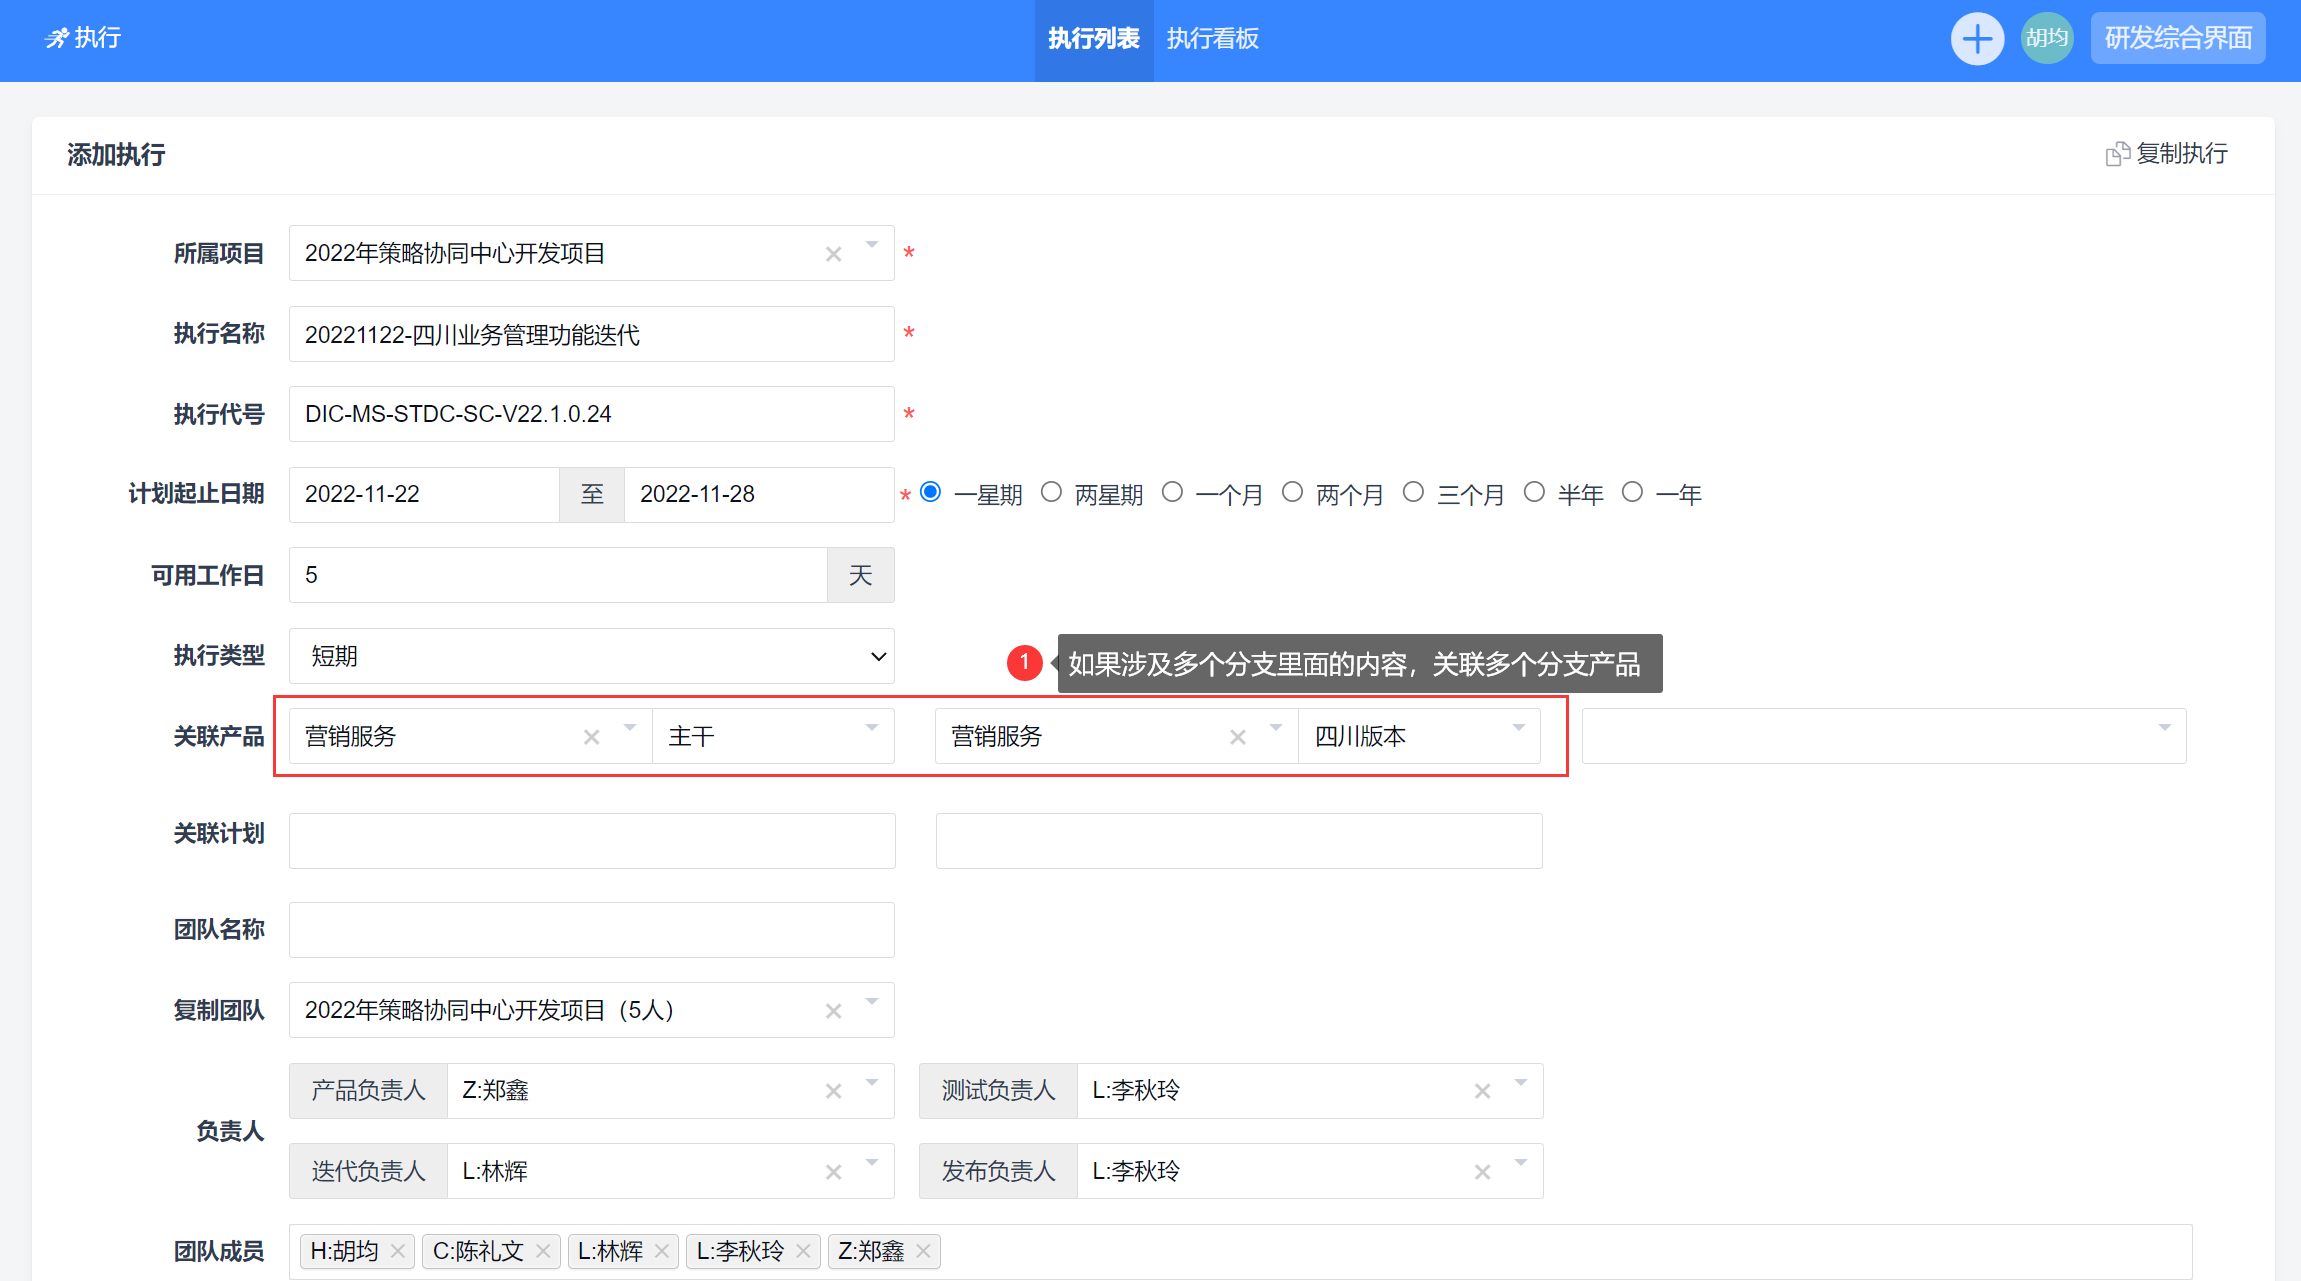 执行
执行列表 执行看板
胡均
研发综合界面
添加执行
复制执行
所属项目 2022年策略协同中心开发项目 *
执行名称 20221122-四川业务管理功能迭代 *
执行代号 DIC-MS-STDC-SC-V22.1.0.24 *
计划起止日期 2022-11-22 至 2022-11-28 * 一星期 两星期 一个月 两个月 三个月 半年 一年
可用工作日 5 天
执行类型 短期
1 如果涉及多个分支里面的内容，关联多个分支产品
关联产品 营销服务 主干 营销服务 四川版本
关联计划
团队名称
复制团队 2022年策略协同中心开发项目（5人）
负责人
产品负责人 Z:郑鑫 测试负责人 L:李秋玲
迭代负责人 L:林辉 发布负责人 L:李秋玲
团队成员 H:胡均 C:陈礼文 L:林辉 L:李秋玲 Z:郑鑫